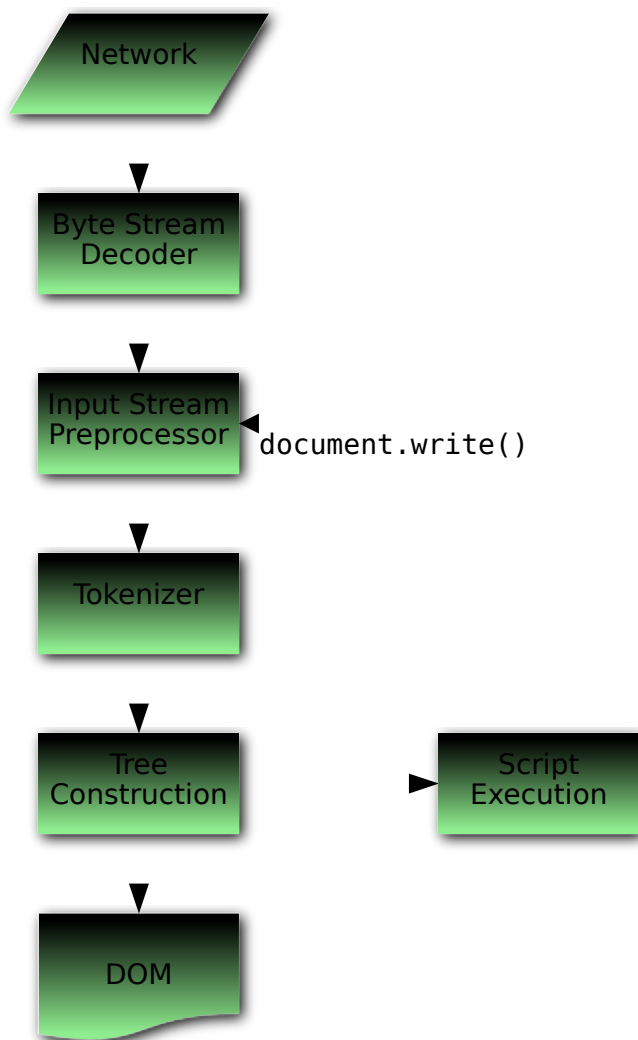 Network
Byte Stream
Decoder
Input Stream
Preprocessor
document.write()
Tokenizer
Tree
Construction
Script
Execution
DOM